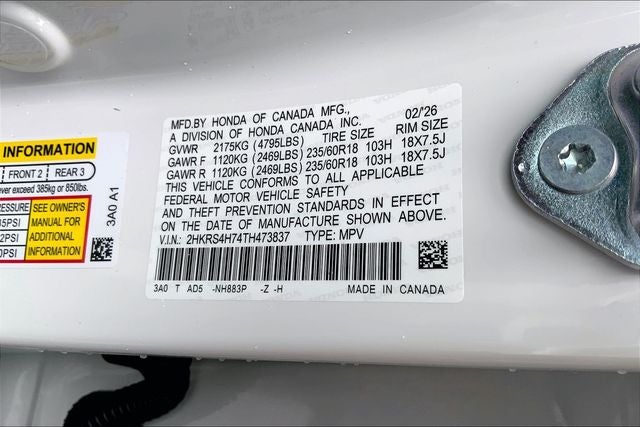 INFORMATION
FRONT 2 REAR 3
ever exceed 385kg or 850lbs.
PRESSURE
5PSI
2PSI
0PSI
SEE OWNER'S
MANUAL FOR
ADDITIONAL
INFORMATION
3A0 A1
MFD.BY HONDA OF CANADA MFG., 02/26
A DIVISION OF HONDA CANADA INC.
GVWR 2175KG (4795LBS) TIRE SIZE RIM SIZE
GAWR F 1120KG (2469LBS) 235/60R18 103H 18X7.5J
GAWR R 1120KG (2469LBS) 235/60R18 103H 18X7.5J
THIS VEHICLE CONFORMS TO ALL APPLICABLE
FEDERAL MOTOR VEHICLE SAFETY
AND THEFT PREVENTION STANDARDS IN EFFECT
ON THE DATE OF MANUFACTURE SHOWN ABOVE.
V.I.N.: 2HKRS4H74TH473837 TYPE: MPV
3A0 T AD5 -NH883P -Z -H MADE IN CANADA